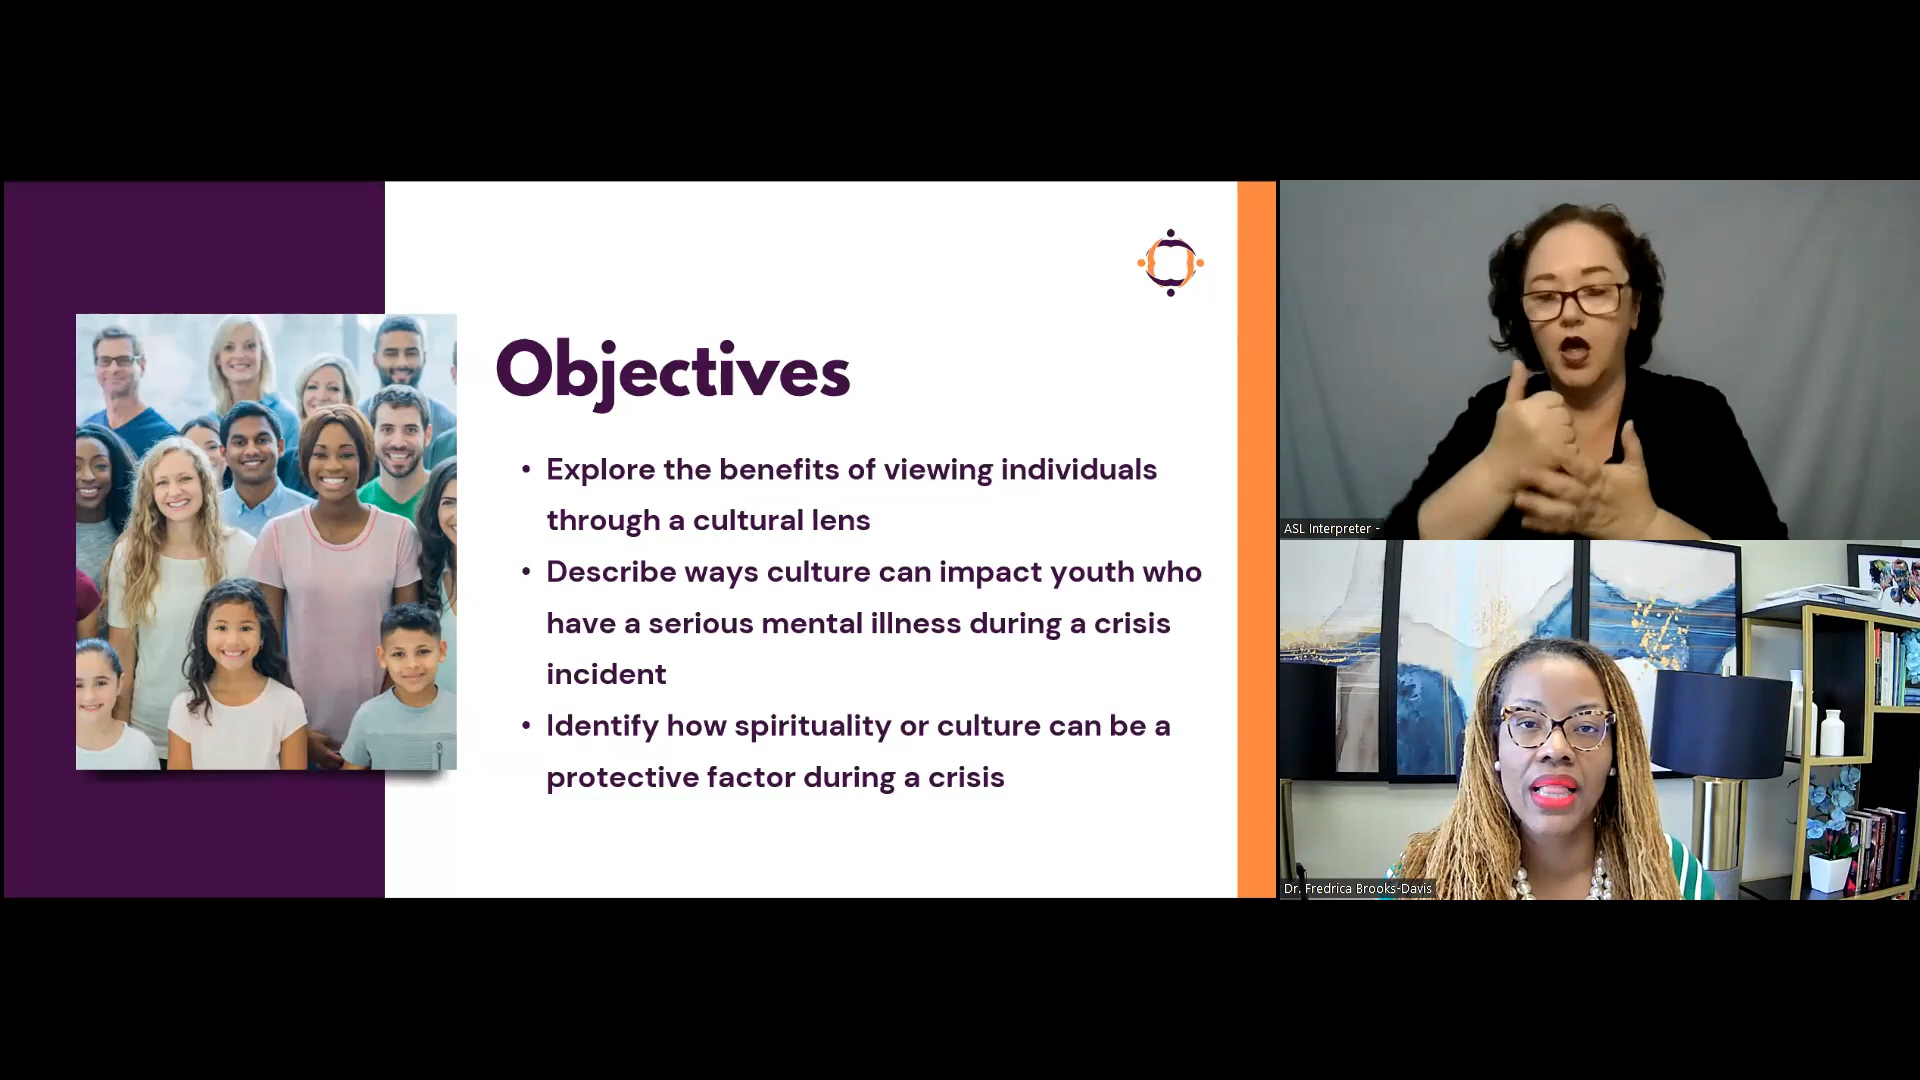 Objectives
• Explore the benefits of viewing individuals
through a cultural lens
• Describe ways culture can impact youth who
have a serious mental illness during a crisis
incident
• Identify how spirituality or culture can be a
protective factor during a crisis
ASL Interpreter -
Dr. Fredrica Brooks-Davis